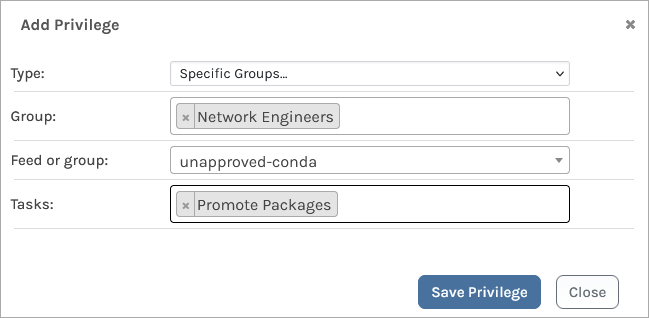 Add Privilege ×
Type: Specific Groups...
Group: × Network Engineers
Feed or group: unapproved-conda
Tasks: × Promote Packages
Save Privilege Close